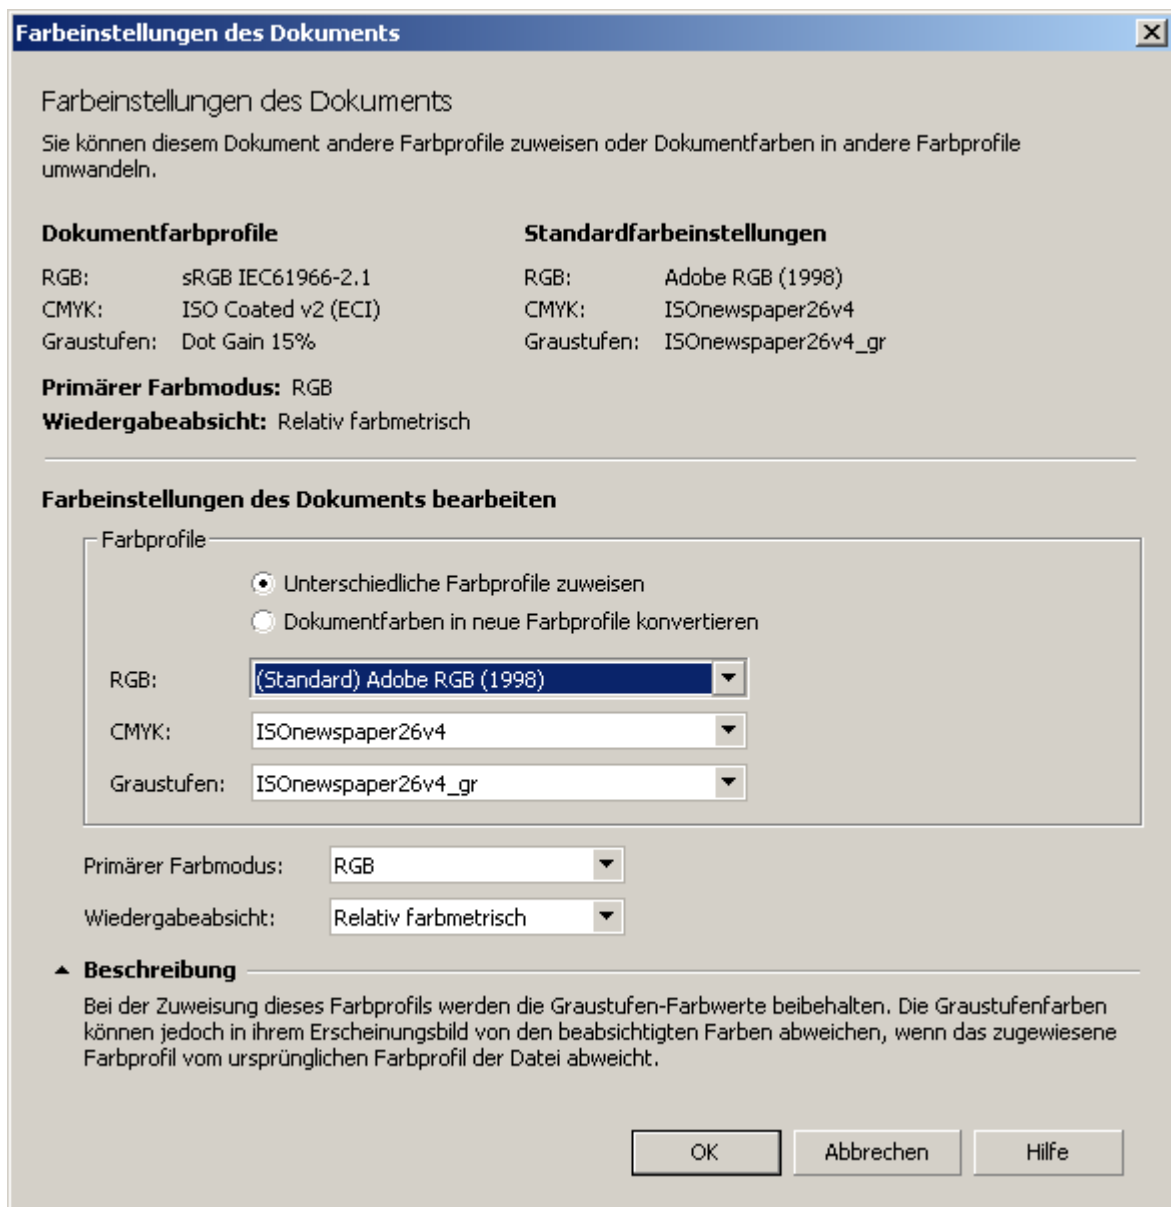 Farbeinstellungen des Dokuments
Farbeinstellungen des Dokuments
Sie können diesem Dokument andere Farbprofile zuweisen oder Dokumentfarben in andere Farbprofile
umwandeln.
Dokumentfarbprofile Standardfarbeinstellungen
RGB: sRGB IEC61966-2.1 RGB: Adobe RGB (1998)
CMYK: ISO Coated v2 (ECI) CMYK: ISOnewspaper26v4
Graustufen: Dot Gain 15% Graustufen: ISOnewspaper26v4_gr
Primärer Farbmodus: RGB
Wiedergabeabsicht: Relativ farbmetrisch
Farbeinstellungen des Dokuments bearbeiten
Farbprofile
Unterschiedliche Farbprofile zuweisen
Dokumentfarben in neue Farbprofile konvertieren
RGB: (Standard) Adobe RGB (1998)
CMYK: ISOnewspaper26v4
Graustufen: ISOnewspaper26v4_gr
Primärer Farbmodus: RGB
Wiedergabeabsicht: Relativ farbmetrisch
Beschreibung
Bei der Zuweisung dieses Farbprofils werden die Graustufen-Farbwerte beibehalten. Die Graustufenfarben
können jedoch in ihrem Erscheinungsbild von den beabsichtigten Farben abweichen, wenn das zugewiesene
Farbprofil vom ursprünglichen Farbprofil der Datei abweicht.
OK Abbrechen Hilfe